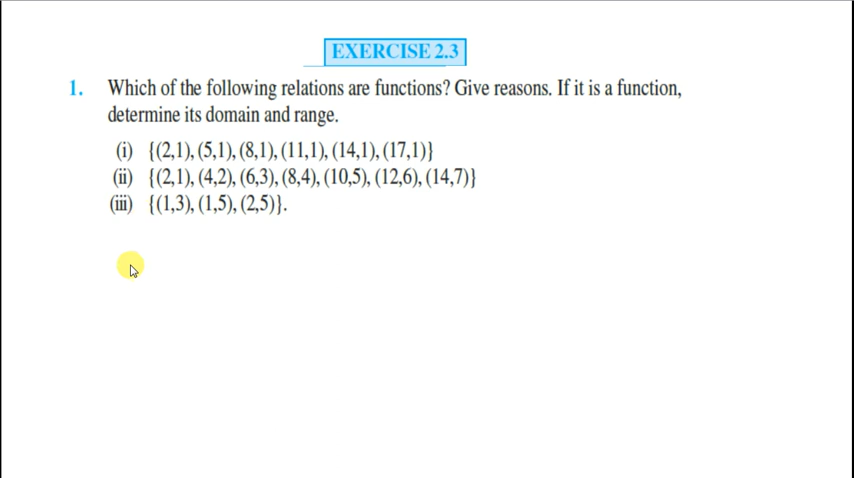 EXERCISE 2.3
1. Which of the following relations are functions? Give reasons. If it is a function,
determine its domain and range.
(i) {(2,1), (5,1), (8,1), (11,1), (14,1), (17,1)}
(ii) {(2,1), (4,2), (6,3), (8,4), (10,5), (12,6), (14,7)}
(iii) {(1,3), (1,5), (2,5)}.